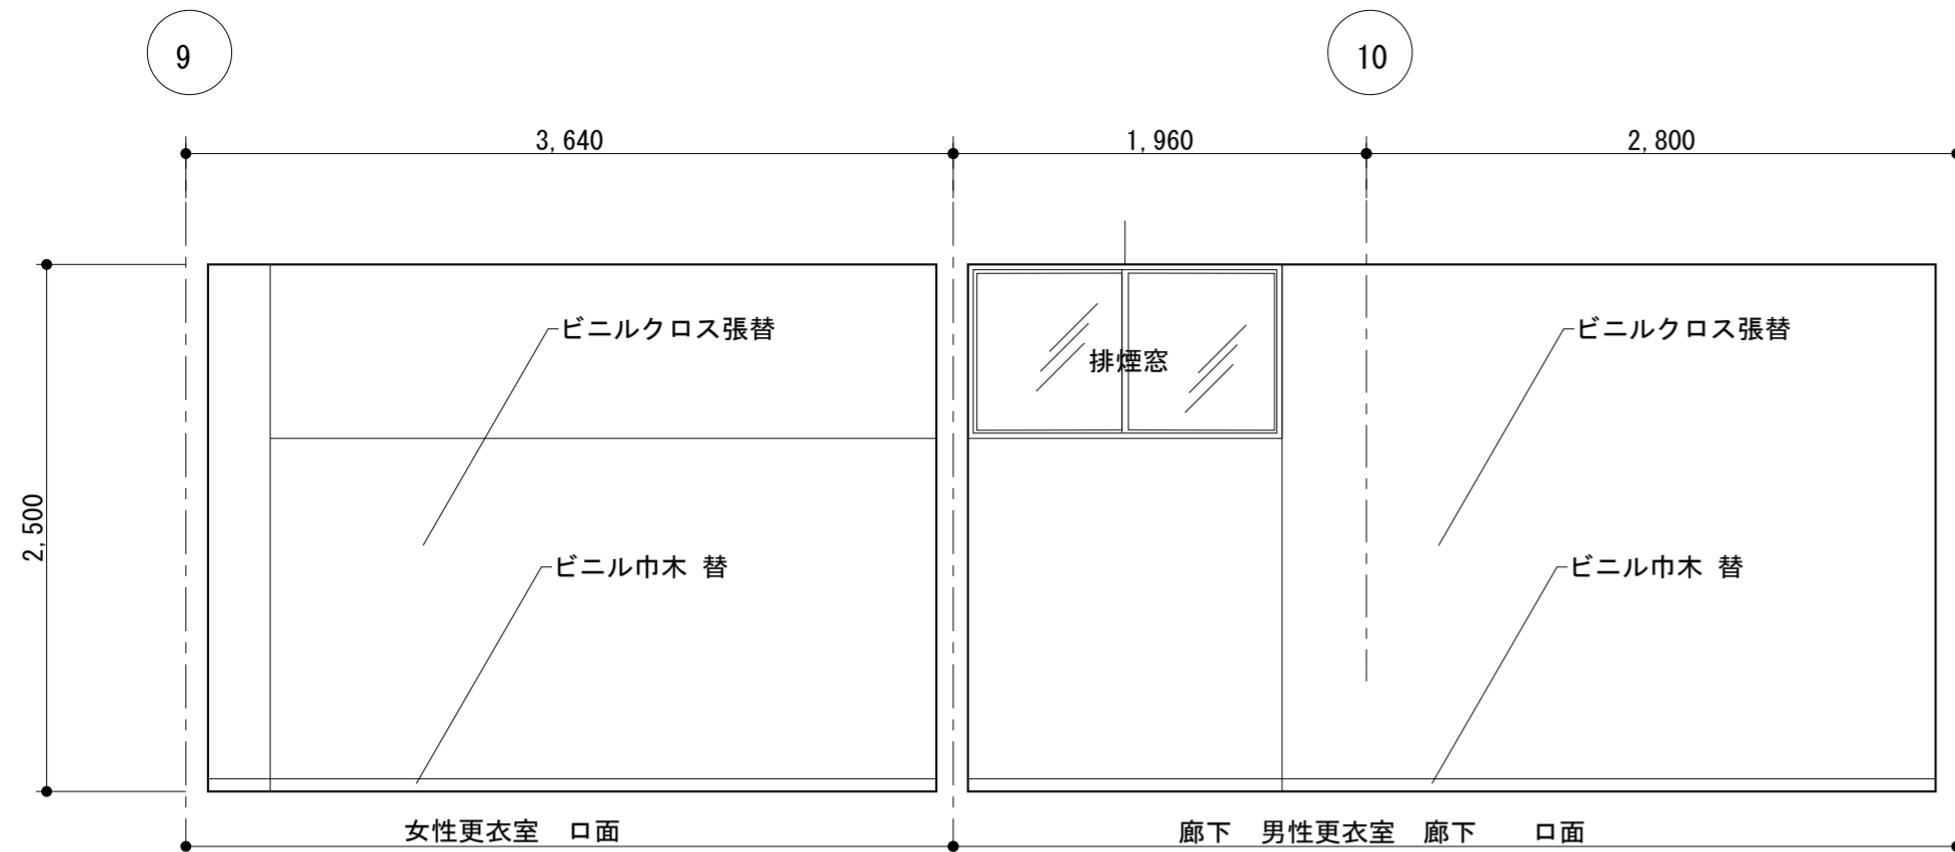 9
10
3,640
1,960
2,800
ビニルクロス張替
ビニルクロス張替
排煙窓
2,500
ビニル巾木 替
ビニル巾木 替
女性更衣室 ロ面
廊下 男性更衣室 廊下 ロ面